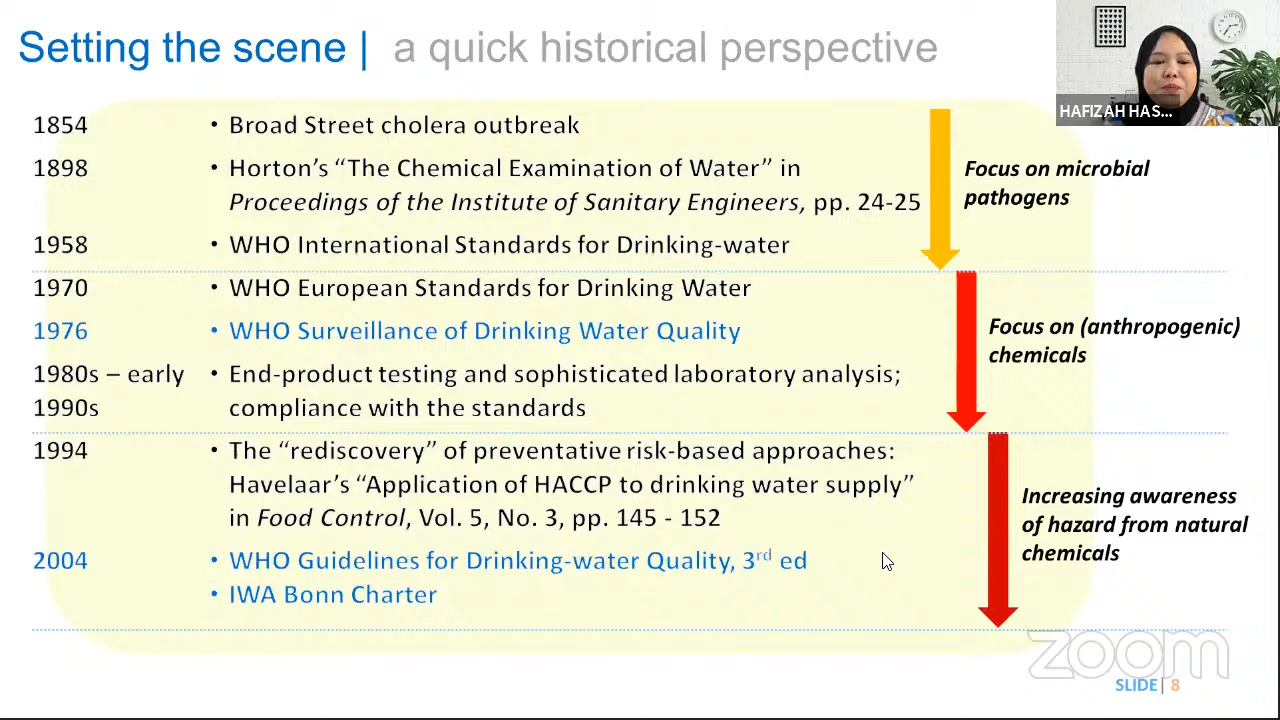 Setting the scene | a quick historical perspective
HAFIZAH HAS...
1854 • Broad Street cholera outbreak
1898 • Horton’s “The Chemical Examination of Water” in
Proceedings of the Institute of Sanitary Engineers, pp. 24-25
Focus on microbial
pathogens
1958 • WHO International Standards for Drinking-water
1970 • WHO European Standards for Drinking Water
1976 • WHO Surveillance of Drinking Water Quality
Focus on (anthropogenic)
chemicals
1980s – early • End-product testing and sophisticated laboratory analysis;
1990s compliance with the standards
1994 • The “rediscovery” of preventative risk-based approaches:
Havelaar’s “Application of HACCP to drinking water supply”
in Food Control, Vol. 5, No. 3, pp. 145 - 152
Increasing awareness
of hazard from natural
chemicals
2004 • WHO Guidelines for Drinking-water Quality, 3rd ed
• IWA Bonn Charter
zoom
SLIDE| 8